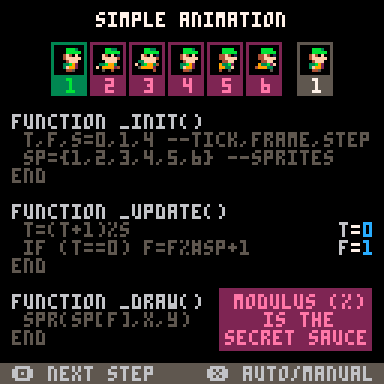 SIMPLE ANIMATION
1 2 3 4 5 6 1
FUNCTION _INIT()
T,F,S=0,1,4 --TICK,FRAME,STEP
SP={1,2,3,4,5,6} --SPRITES
END
FUNCTION _UPDATE()
T=(T+1)%S T=0
IF (T==0) F=F%#SP+1 F=1
END
FUNCTION _DRAW()
SPR(SP[F],X,Y)
END
MODULUS (%)
IS THE
SECRET SAUCE
🅾️ NEXT STEP ❎ AUTO/MANUAL